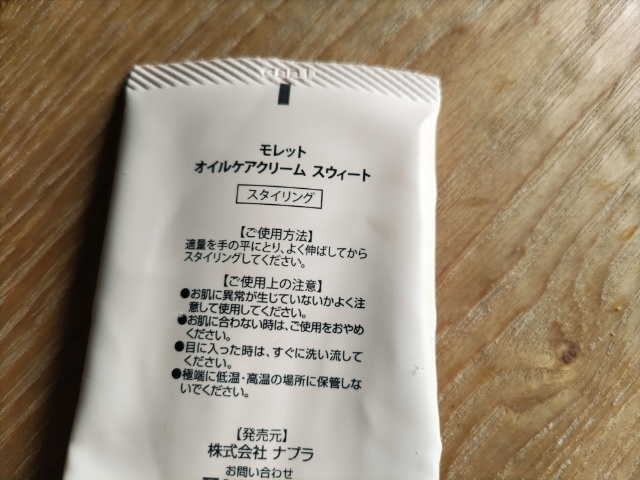 モレット
オイルケアクリーム スウィート
スタイリング
【ご使用方法】
適量を手の平にとり、よく伸ばしてから
スタイリングしてください。
【ご使用上の注意】
●お肌に異常が生じていないかよく注
意して使用してください。
●お肌に合わない時は、ご使用をおやめ
ください。
●目に入った時は、すぐに洗い流して
ください。
●極端に低温・高温の場所に保管しな
いでください。
【発売元】
株式会社 ナプラ
お問い合わせ